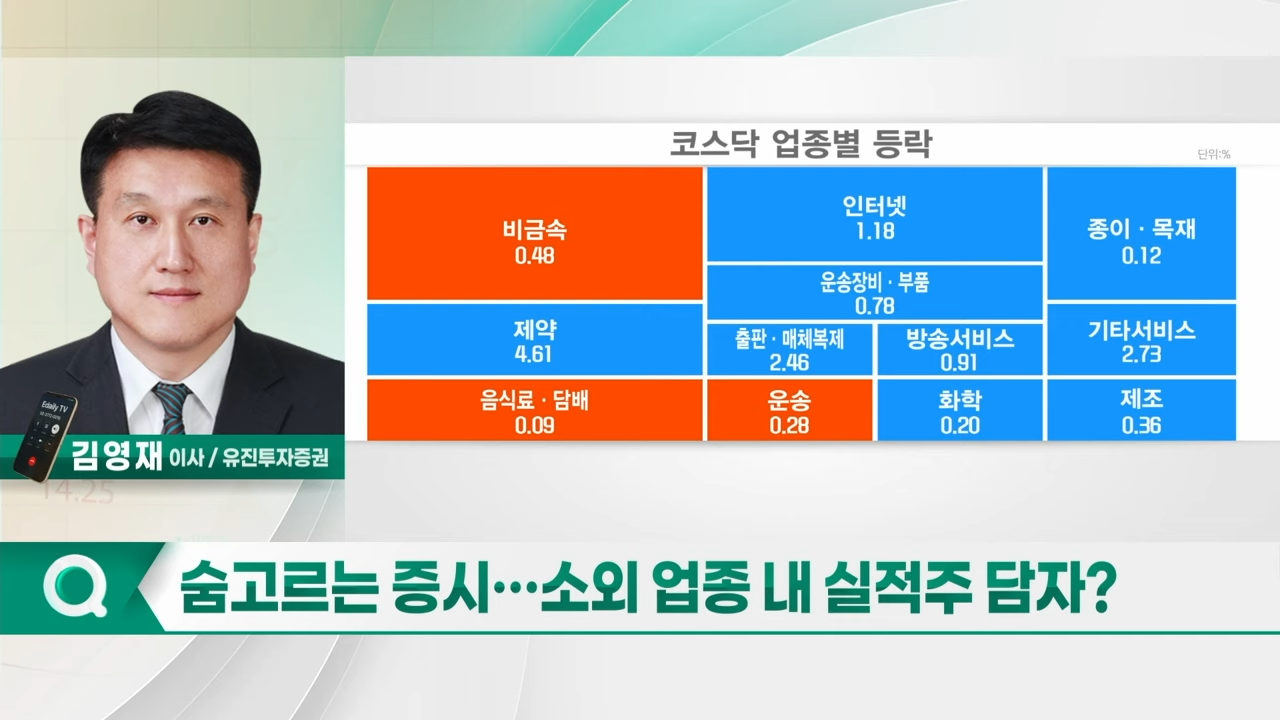 코스닥 업종별 등락
단위:%
비금속
0.48
인터넷
1.18
종이·목재
0.12
운송장비·부품
0.78
제약
4.61
출판·매체복제
2.46
방송서비스
0.91
기타서비스
2.73
음식료·담배
0.09
운송
0.28
화학
0.20
제조
0.36
Edaily TV
김영재 이사 / 유진투자증권
14.25
숨고르는 증시…소외 업종 내 실적주 담자?